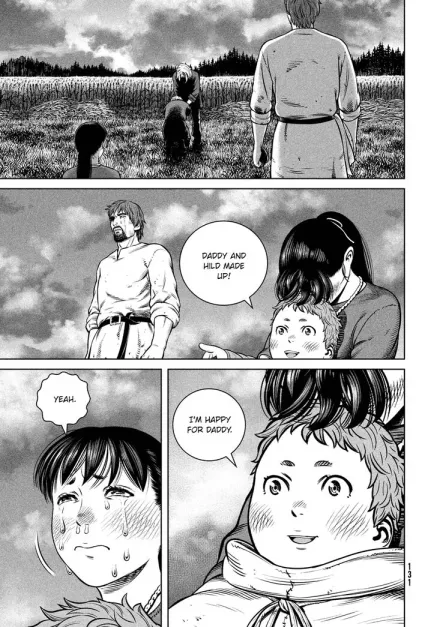 DADDY AND
HILD MADE
UP!
I'M HAPPY
FOR DADDY.
YEAH.
131